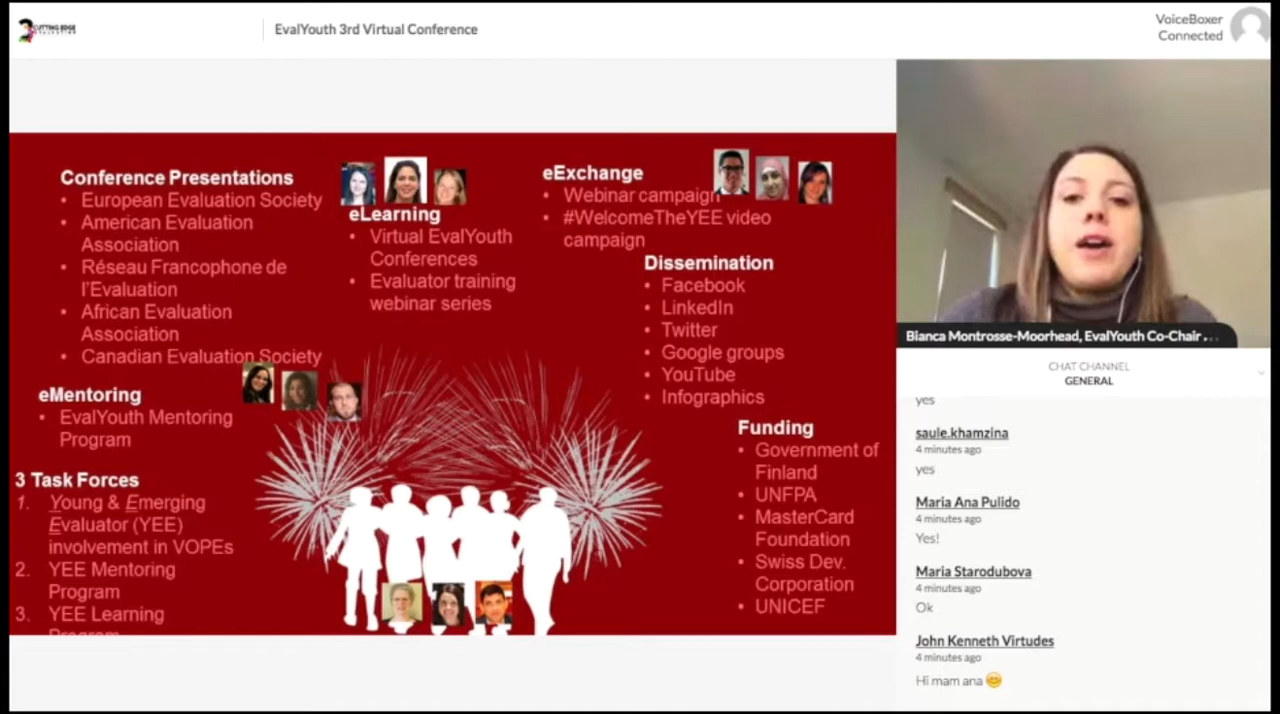 CUTTING EDGE
EvalYouth 3rd Virtual Conference
VoiceBoxer
Connected
Conference Presentations
• European Evaluation Society
• American Evaluation
Association
• Réseau Francophone de
l'Evaluation
• African Evaluation
Association
• Canadian Evaluation Society
eMentoring
• EvalYouth Mentoring
Program
3 Task Forces
1. Young & Emerging
Evaluator (YEE)
involvement in VOPEs
2. YEE Mentoring
Program
3. YEE Learning
Program
eLearning
• Virtual EvalYouth
Conferences
• Evaluator training
webinar series
eExchange
• Webinar campaign
• #WelcomeTheYEE video
campaign
Dissemination
• Facebook
• LinkedIn
• Twitter
• Google groups
• YouTube
• Infographics
Funding
• Government of
Finland
• UNFPA
• MasterCard
Foundation
• Swiss Dev.
Corporation
• UNICEF
Bianca Montrosse-Moorhead, EvalYouth Co-Chair , . .
CHAT CHANNEL
GENERAL
yes
saule.khamzina
4 minutes ago
yes
Maria Ana Pulido
4 minutes ago
Yes!
Maria Starodubova
4 minutes ago
Ok
John Kenneth Virtudes
4 minutes ago
Hi mam ana 😊